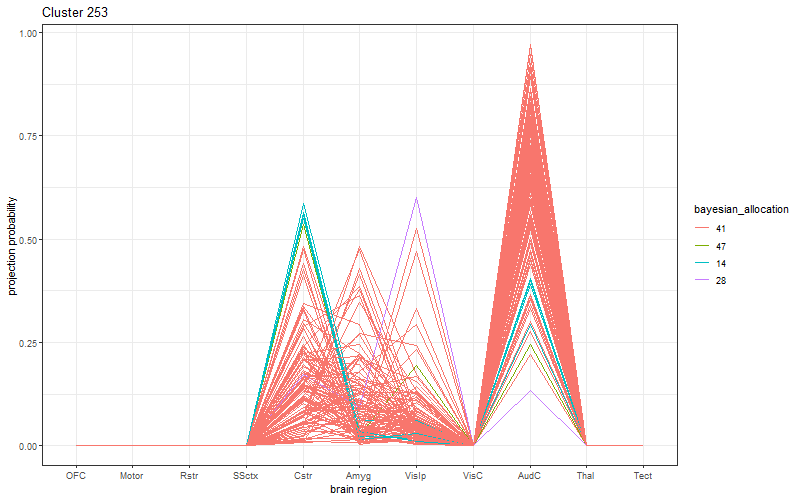 Cluster 253
1.00
0.75
0.50
0.25
0.00
projection probability
OFC Motor Rstr SSctx Cstr Amyg VisIp VisC AudC Thal Tect
brain region
bayesian_allocation
41
47
14
28